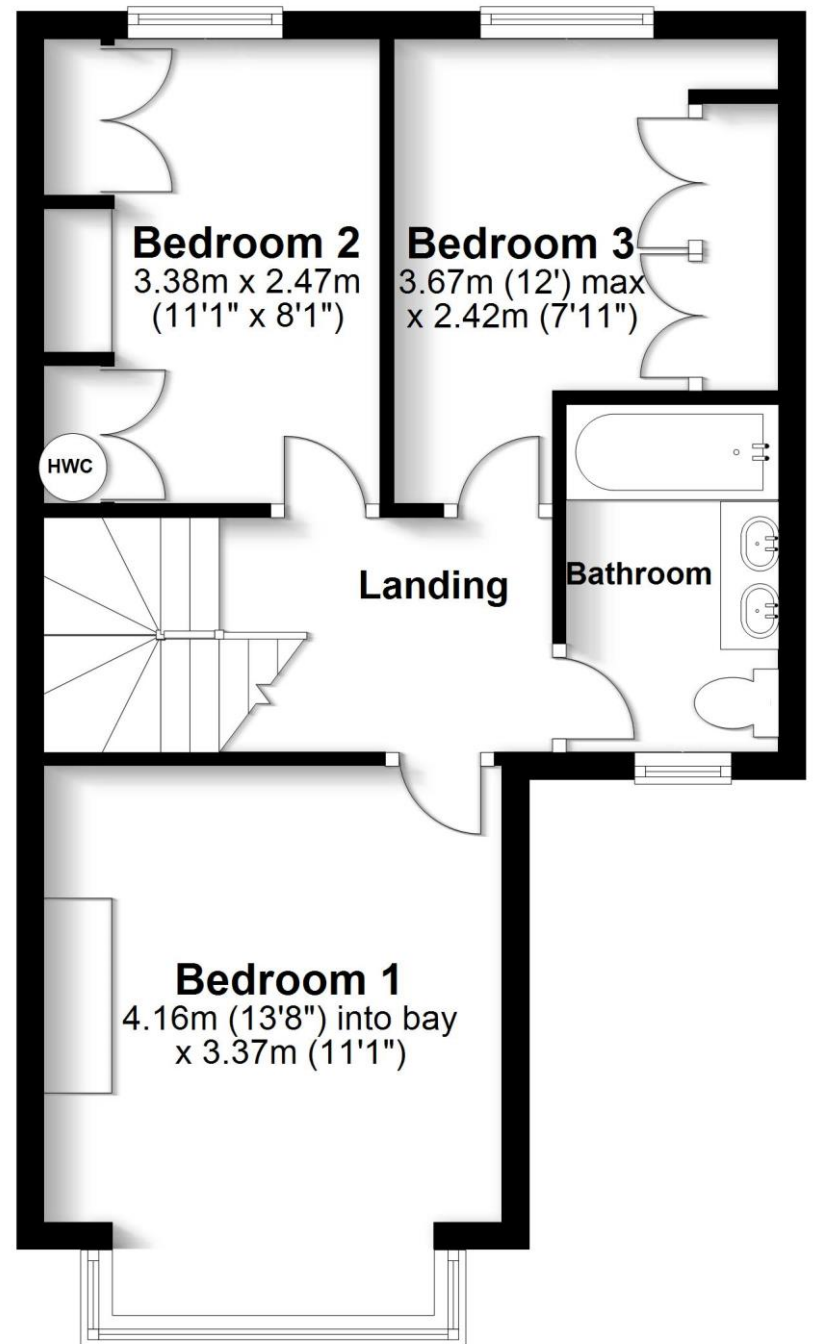 Bedroom 2
3.38m x 2.47m
(11'1" x 8'1")
Bedroom 3
3.67m (12') max
x 2.42m (7'11")
HWC
Landing
Bathroom
Bedroom 1
4.16m (13'8") into bay
x 3.37m (11'1")